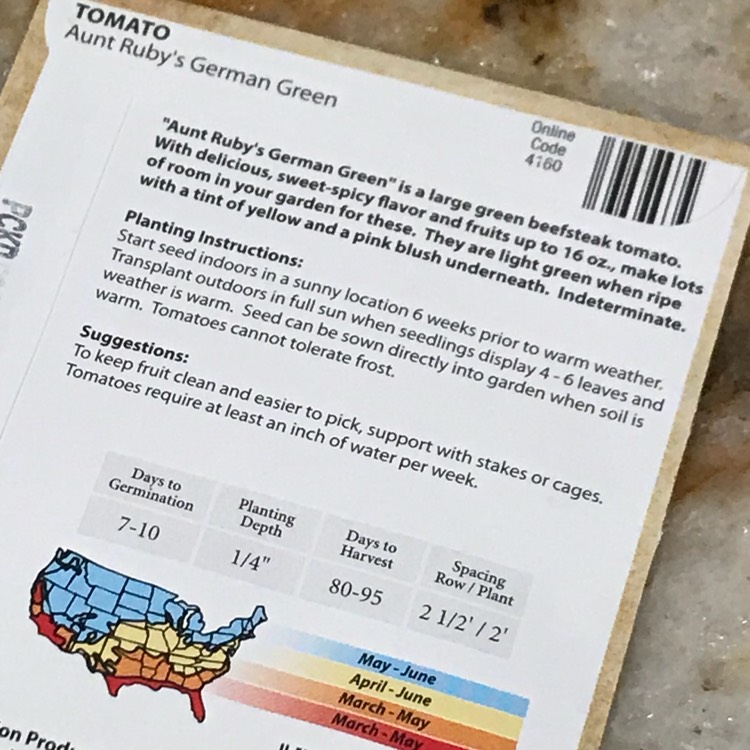 TOMATO
Aunt Ruby's German Green
Online
Code
4160
"Aunt Ruby's German Green" is a large green beefsteak tomato.
With delicious, sweet-spicy flavor and fruits up to 16 oz., make lots
of room in your garden for these. They are light green when ripe
with a tint of yellow and a pink blush underneath. Indeterminate.
Planting Instructions:
Start seed indoors in a sunny location 6 weeks prior to warm weather.
Transplant outdoors in full sun when seedlings display 4 - 6 leaves and
weather is warm. Seed can be sown directly into garden when soil is
warm. Tomatoes cannot tolerate frost.
Suggestions:
To keep fruit clean and easier to pick, support with stakes or cages.
Tomatoes require at least an inch of water per week.
Days to
Germination
7-10
Planting
Depth
1/4"
Days to
Harvest
80-95
Spacing
Row / Plant
2 1/2' / 2'
May - June
April - June
March - May
March - May
PCKD